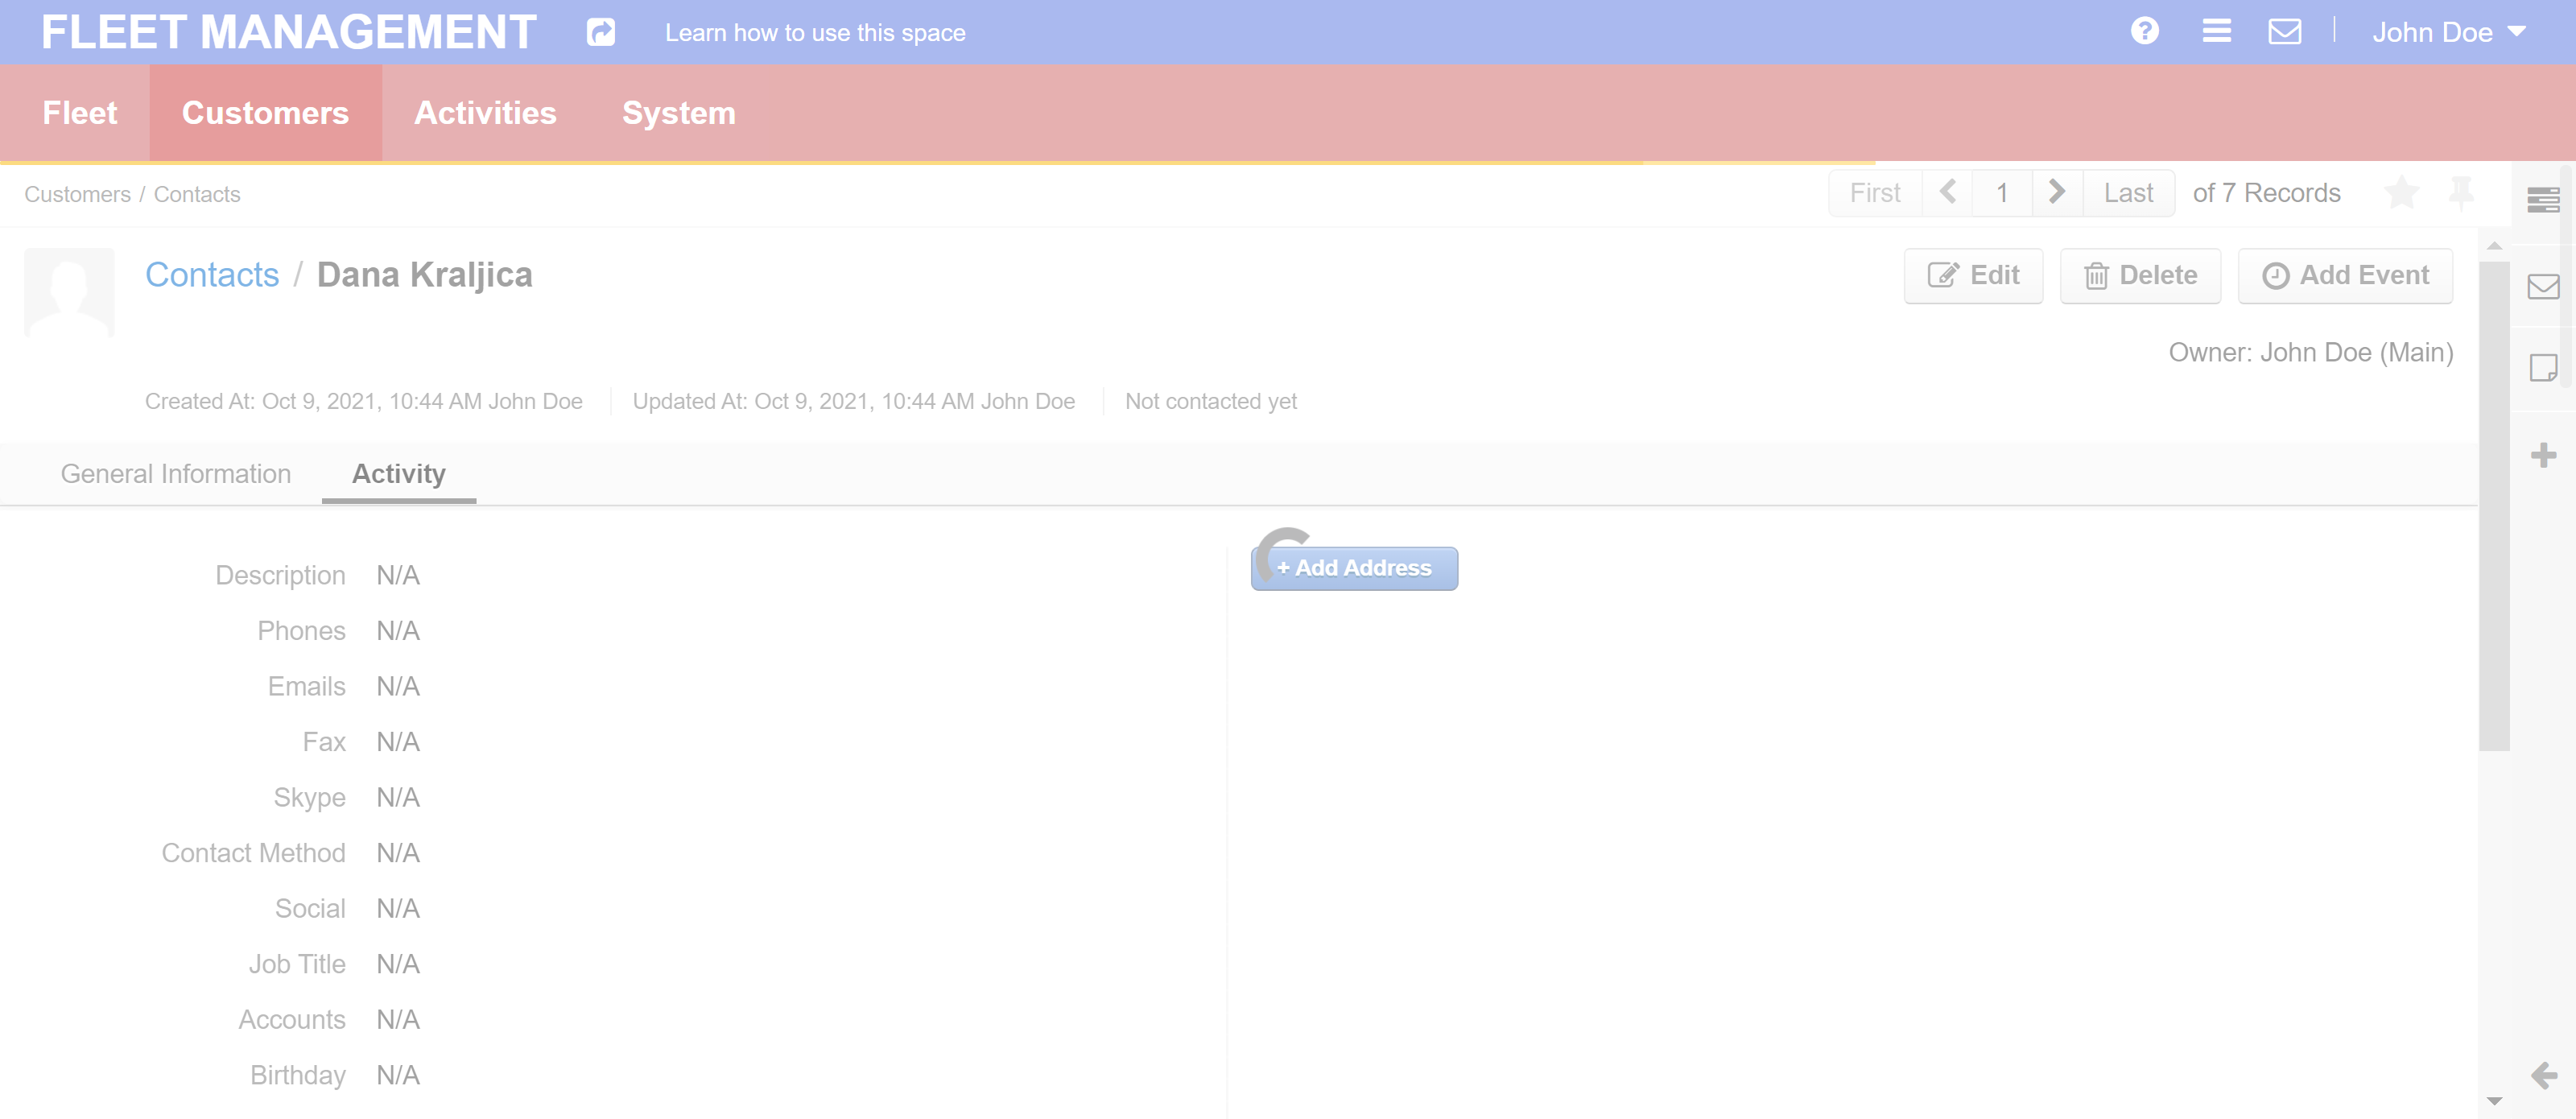 FLEET MANAGEMENT
Learn how to use this space
John Doe
Fleet
Customers
Activities
System
Customers / Contacts
First
1
Last
of 7 Records
Contacts / Dana Kraljica
Edit
Delete
Add Event
Owner: John Doe (Main)
Created At: Oct 9, 2021, 10:44 AM John Doe
Updated At: Oct 9, 2021, 10:44 AM John Doe
Not contacted yet
General Information
Activity
Description N/A
+ Add Address
Phones N/A
Emails N/A
Fax N/A
Skype N/A
Contact Method N/A
Social N/A
Job Title N/A
Accounts N/A
Birthday N/A